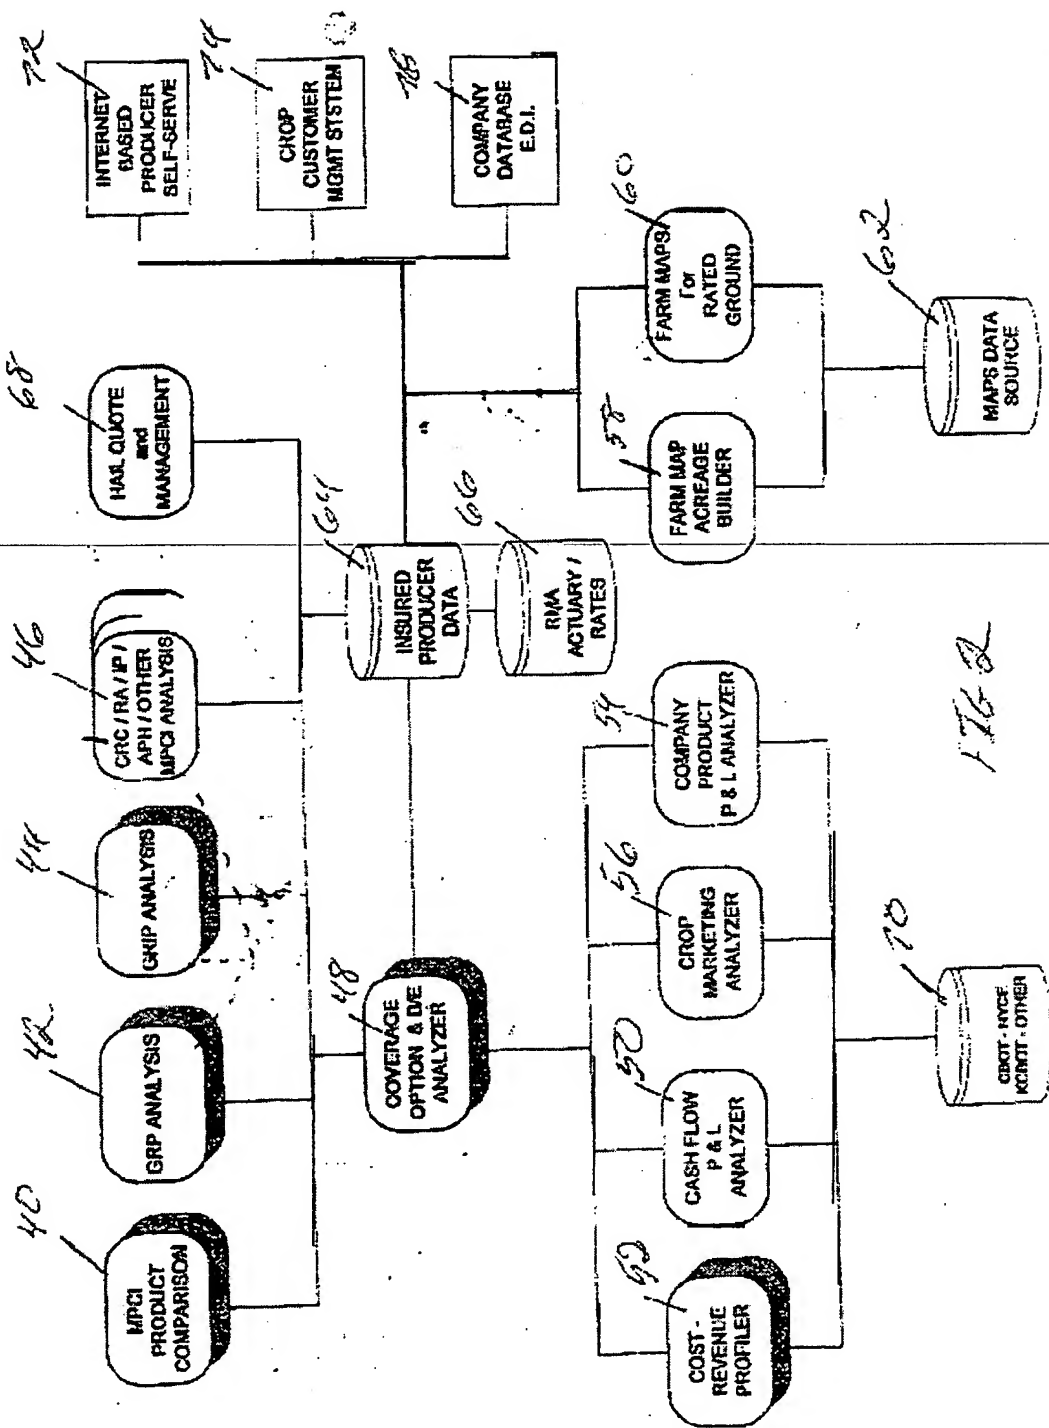 40
MPCI
PRODUCT
COMPARISON
42
GRP ANALYSIS
44
GRIP ANALYSIS
46
CRC / RA / IP /
APH / OTHER
MPCI ANALYSIS
68
HAIL QUOTE
and
MANAGEMENT
72
INTERNET
BASED
PRODUCER
SELF-SERVE
74
CROP
CUSTOMER
MGMT STSTEM
COMPANY
DATABASE
E.D.I.
48
COVERAGE
OPTION & D/E
ANALYZER
64
INSURED
PRODUCER
DATA
66
RMA
ACTUARY /
RATES
58
FARM MAP
ACREAGE
BUILDER
60
FARM MAPS/
For
RATED
GROUND
62
MAPS DATA
SOURCE
52
COST -
REVENUE
PROFILER
50
CASH FLOW
P & L
ANALYZER
56
CROP
MARKETING
ANALYZER
54
COMPANY
PRODUCT
P & L ANALYZER
70
CBOT - NYCE
KCBOT - OTHER
FIG 2